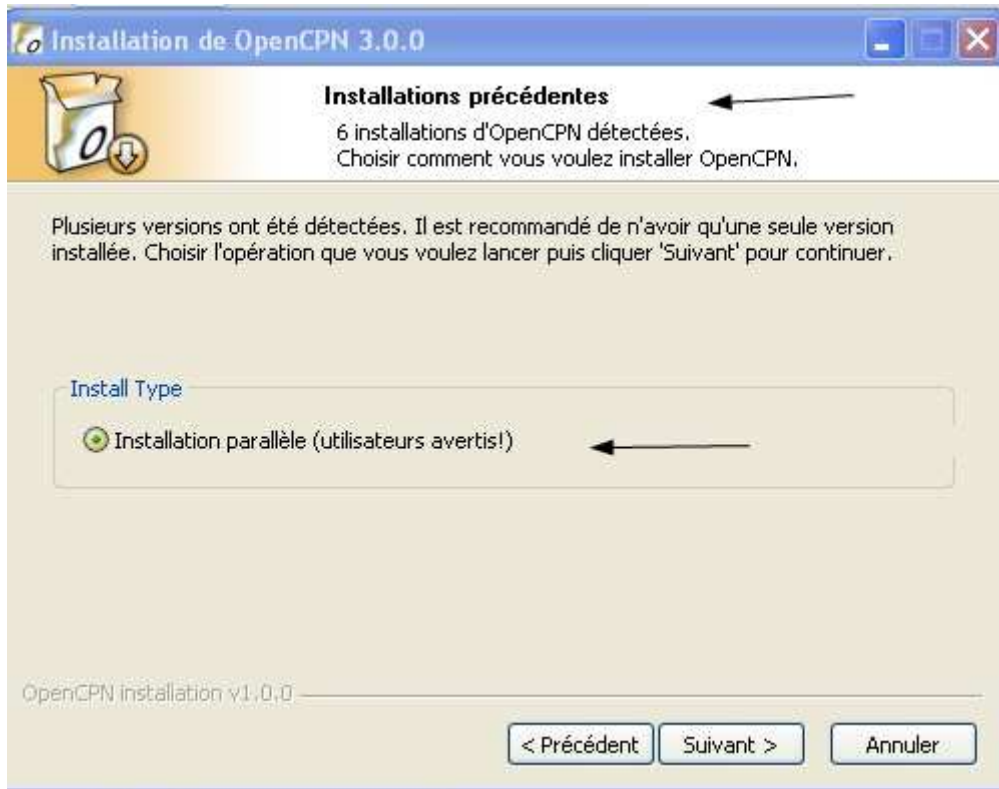 Installation de OpenCPN 3.0.0
Installations précédentes
6 installations d'OpenCPN détectées.
Choisir comment vous voulez installer OpenCPN.
Plusieurs versions ont été détectées. Il est recommandé de n'avoir qu'une seule version
installée. Choisir l'opération que vous voulez lancer puis cliquer 'Suivant' pour continuer.
Install Type
Installation parallèle (utilisateurs avertis!)
OpenCPN installation v1.0.0
< Précédent Suivant > Annuler